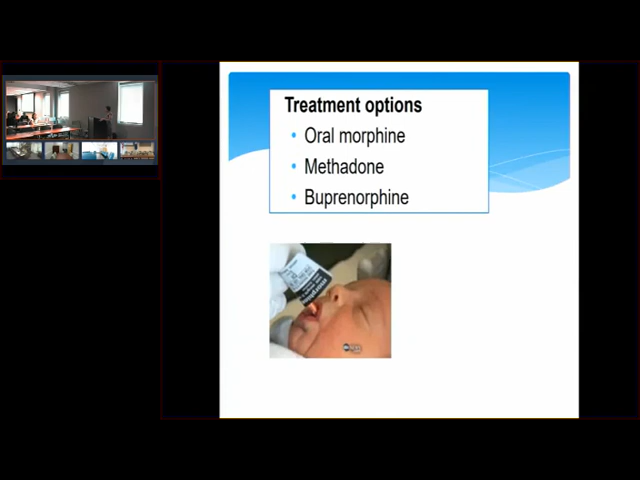 Treatment options
• Oral morphine
• Methadone
• Buprenorphine